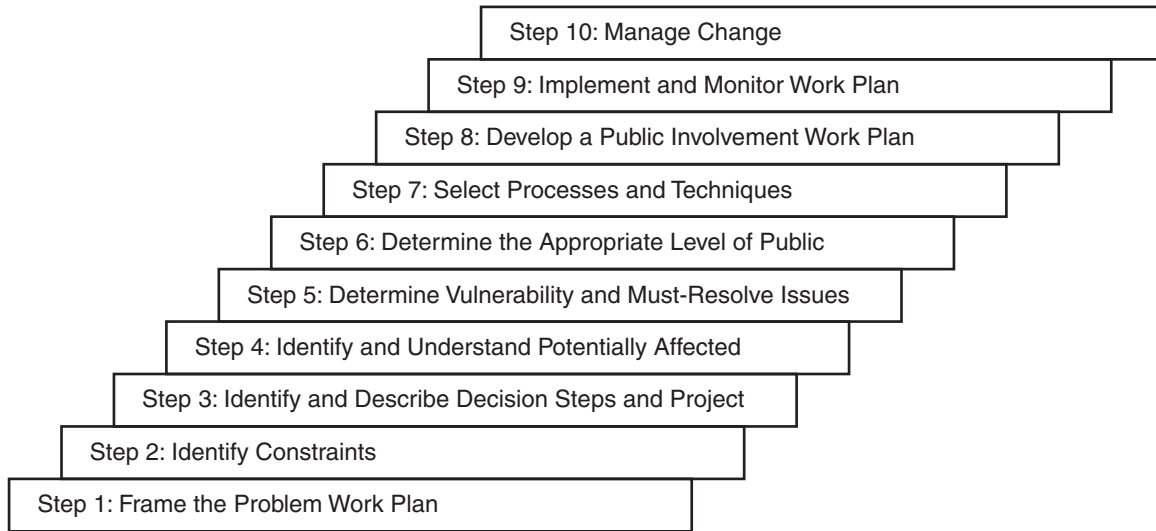 Step 10: Manage Change
Step 9: Implement and Monitor Work Plan
Step 8: Develop a Public Involvement Work Plan
Step 7: Select Processes and Techniques
Step 6: Determine the Appropriate Level of Public
Step 5: Determine Vulnerability and Must-Resolve Issues
Step 4: Identify and Understand Potentially Affected
Step 3: Identify and Describe Decision Steps and Project
Step 2: Identify Constraints
Step 1: Frame the Problem Work Plan